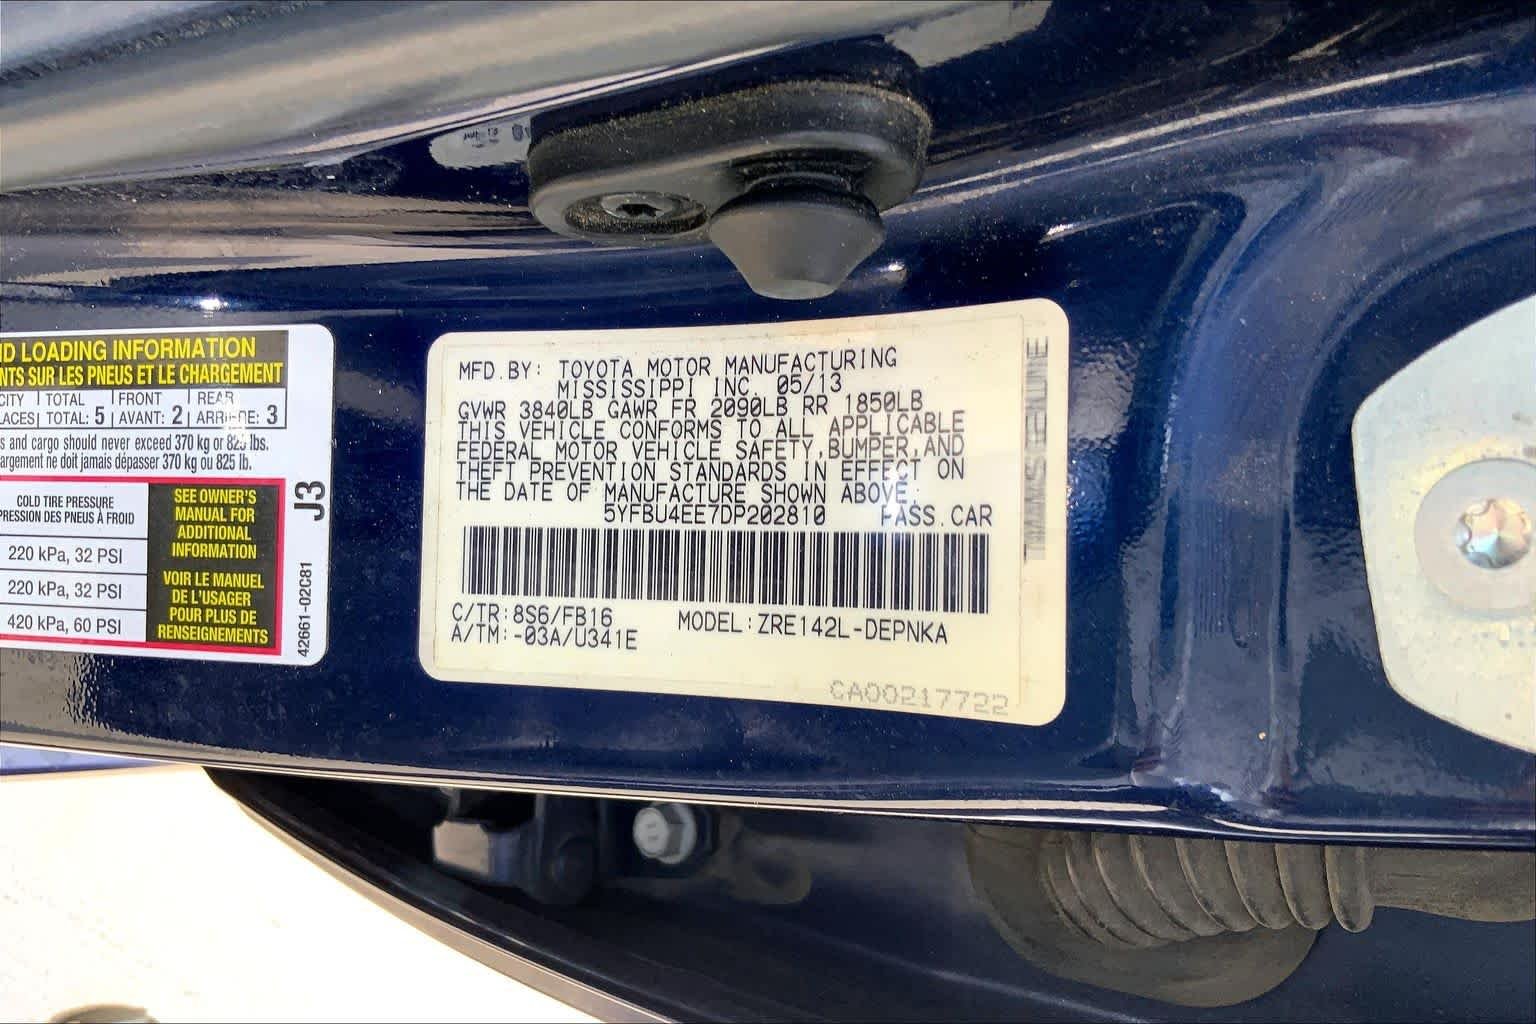 ND LOADING INFORMATION
NTS SUR LES PNEUS ET LE CHARGEMENT
TOTAL FRONT REAR
TOTAL: 5 AVANT: 2 ARRIERE: 3
s and cargo should never exceed 370 kg or 825 lbs.
argement ne doit jamais dépasser 370 kg ou 825 lb.
COLD TIRE PRESSURE
PRESSION DES PNEUS À FROID
220 kPa, 32 PSI
220 kPa, 32 PSI
420 kPa, 60 PSI
SEE OWNER'S
MANUAL FOR
ADDITIONAL
INFORMATION
VOIR LE MANUEL
DE L'USAGER
POUR PLUS DE
RENSEIGNEMENTS
J3
42661-02C81
MFD.BY: TOYOTA MOTOR MANUFACTURING
MISSISSIPPI INC. 05/13
GVWR 3840LB GAWR FR 2090LB RR 1850LB
THIS VEHICLE CONFORMS TO ALL APPLICABLE
FEDERAL MOTOR VEHICLE SAFETY,BUMPER,AND
THEFT PREVENTION STANDARDS IN EFFECT ON
THE DATE OF MANUFACTURE SHOWN ABOVE.
5YFBU4EE7DP202810 PASS.CAR
C/TR:8S6/FB16 MODEL:ZRE142L-DEPNKA
A/TM:-03A/U341E
CA00217722